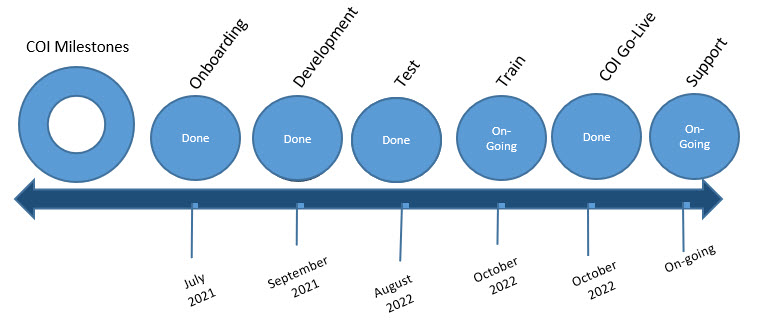 COI Milestones
Onboarding
Development
Test
Train
COI Go-Live
Support
Done
Done
Done
On-
Going
Done
On-
Going
July
2021
September
2021
August
2022
October
2022
October
2022
On-going